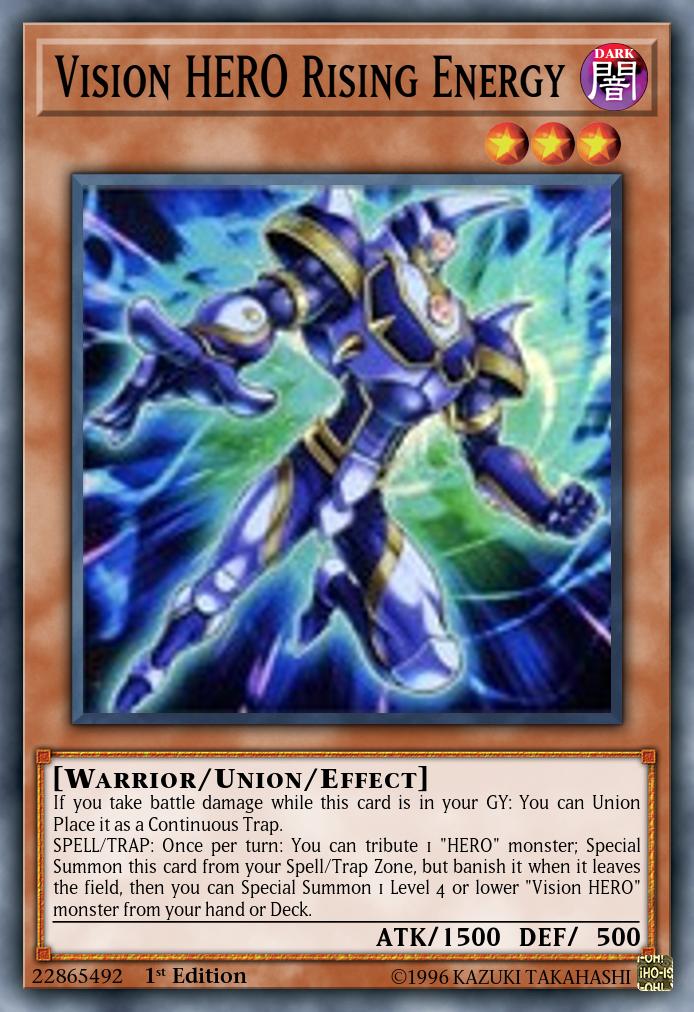 Vision HERO Rising Energy
DARK
闇
[Warrior/Union/Effect]
If you take battle damage while this card is in your GY: You can Union
Place it as a Continuous Trap.
SPELL/TRAP: Once per turn: You can tribute 1 "HERO" monster; Special
Summon this card from your Spell/Trap Zone, but banish it when it leaves
the field, then you can Special Summon 1 Level 4 or lower "Vision HERO"
monster from your hand or Deck.
ATK/1500 DEF/ 500
22865492 1st Edition ©1996 KAZUKI TAKAHASHI